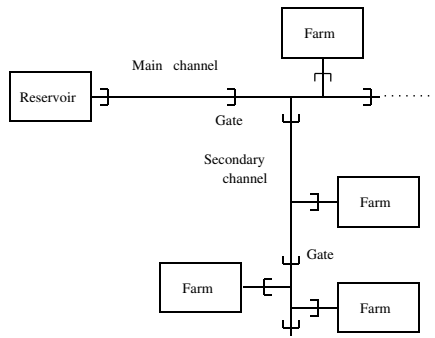 Farm
Main channel
Reservoir
Gate
Secondary
channel
Farm
Gate
Farm
Farm